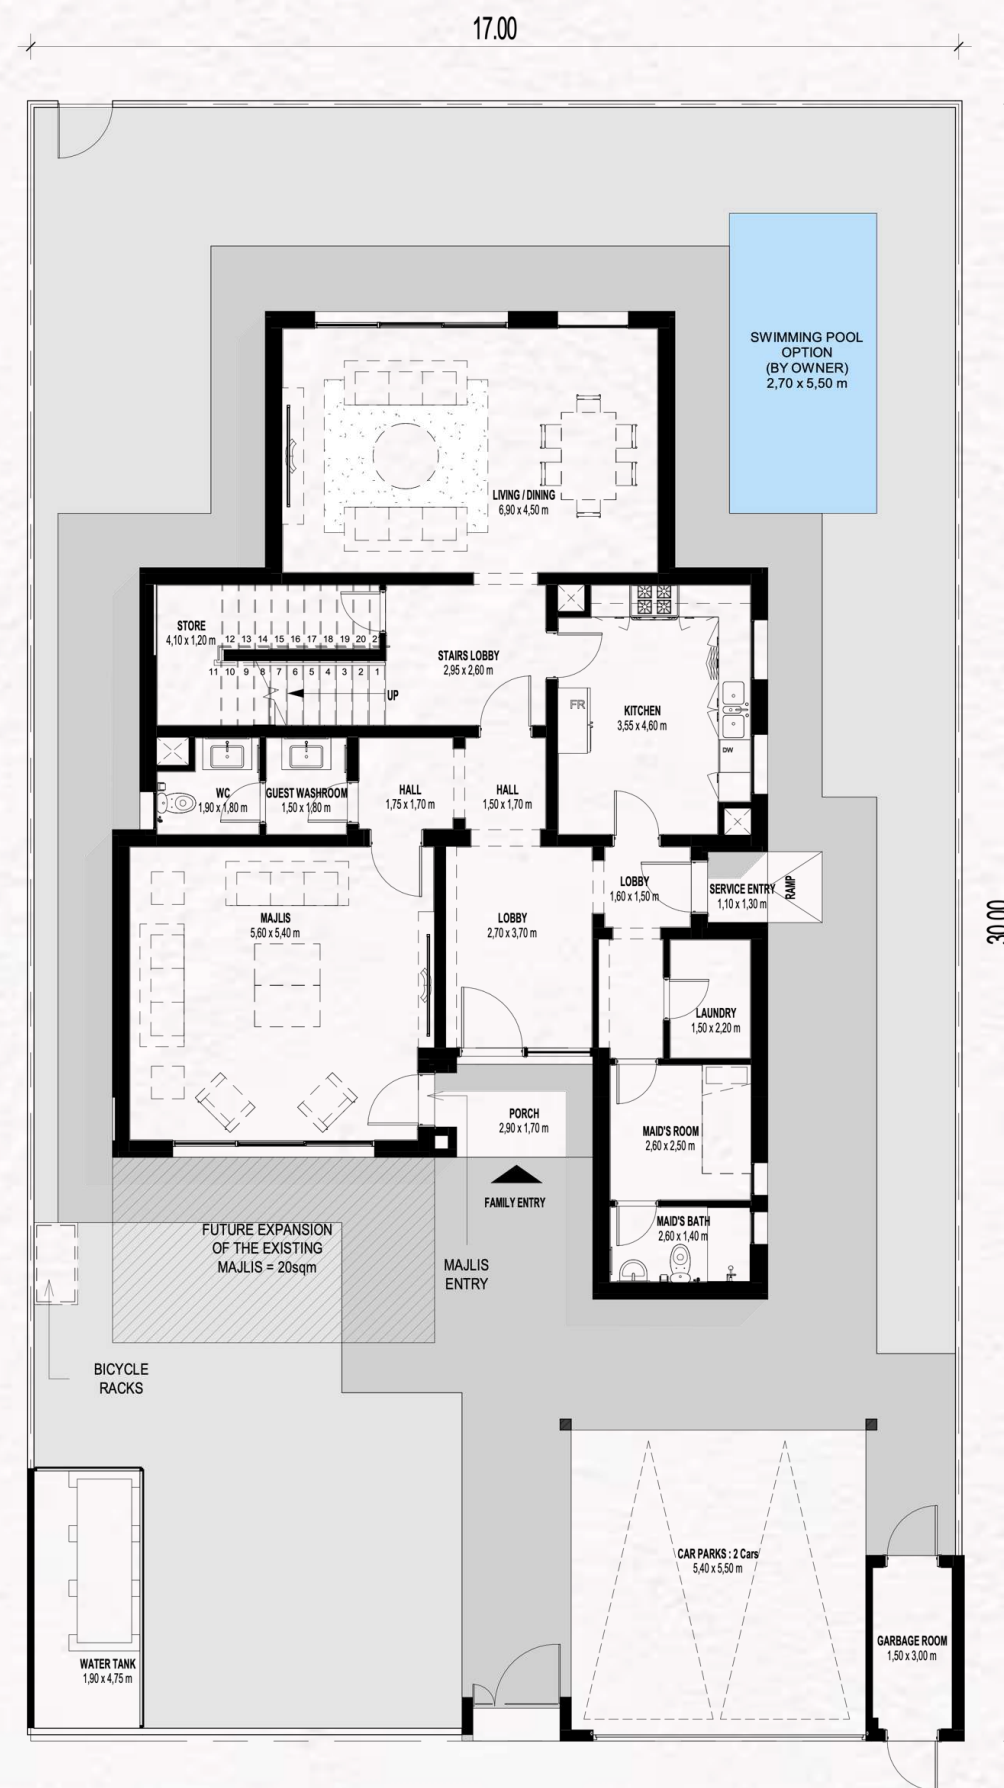 17.00
SWIMMING POOL
OPTION
(BY OWNER)
2,70 x 5,50 m
LIVING / DINING
6,90 x 4,50 m
STORE
4,10 x 1,20 m
12 13 14 15 16 17 18 19 20 21
11 10 9 8 7 6 5 4 3 2 1
UP
STAIRS LOBBY
2,95 x 2,60 m
FR
KITCHEN
3,55 x 4,60 m
DW
WC
1,90 x 1,80 m
GUEST WASHROOM
1,50 x 1,80 m
HALL
1,75 x 1,70 m
HALL
1,50 x 1,70 m
LOBBY
1,60 x 1,50 m
SERVICE ENTRY
1,10 x 1,30 m
RAMP
30.00
MAJLIS
5,60 x 5,40 m
LOBBY
2,70 x 3,70 m
LAUNDRY
1,50 x 2,20 m
PORCH
2,90 x 1,70 m
MAID'S ROOM
2,60 x 2,50 m
FAMILY ENTRY
MAID'S BATH
2,60 x 1,40 m
FUTURE EXPANSION
OF THE EXISTING
MAJLIS = 20sqm
MAJLIS
ENTRY
BICYCLE
RACKS
CAR PARKS : 2 Cars
5,40 x 5,50 m
GARBAGE ROOM
1,50 x 3,00 m
WATER TANK
1,90 x 4,75 m